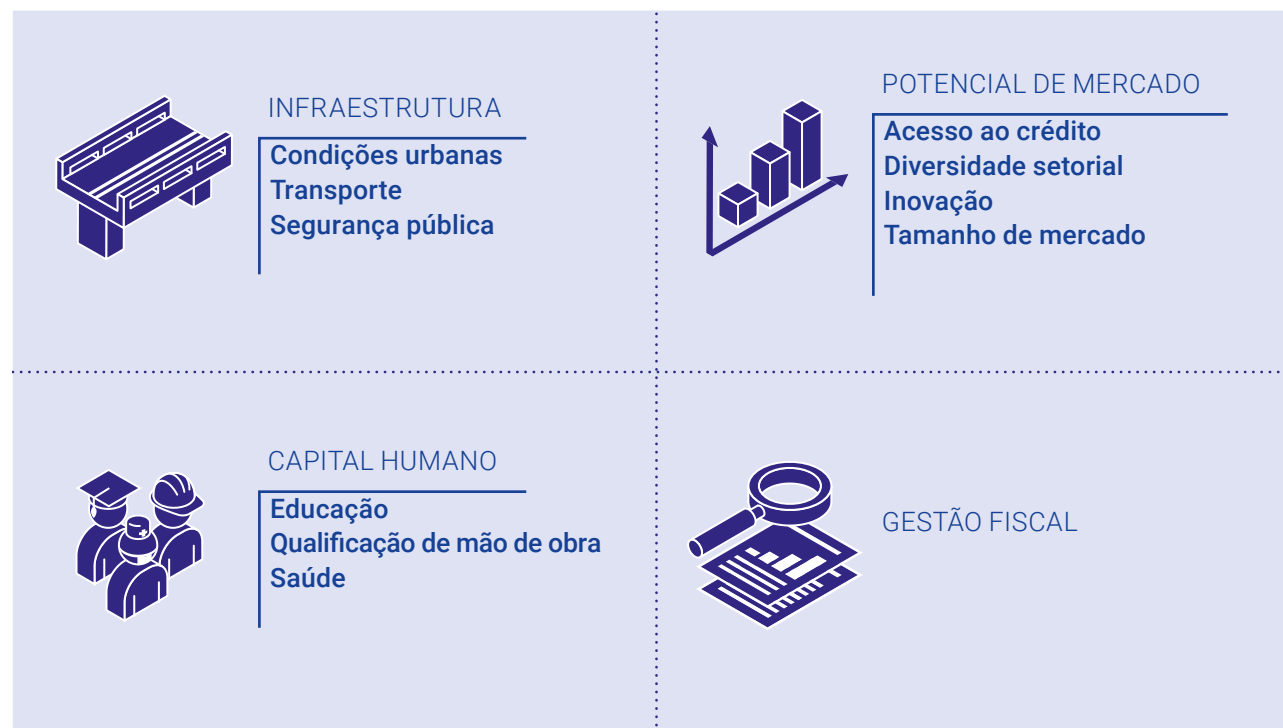 INFRAESTRUTURA
Condições urbanas
Transporte
Segurança pública
POTENCIAL DE MERCADO
Acesso ao crédito
Diversidade setorial
Inovação
Tamanho de mercado
CAPITAL HUMANO
Educação
Qualificação de mão de obra
Saúde
GESTÃO FISCAL